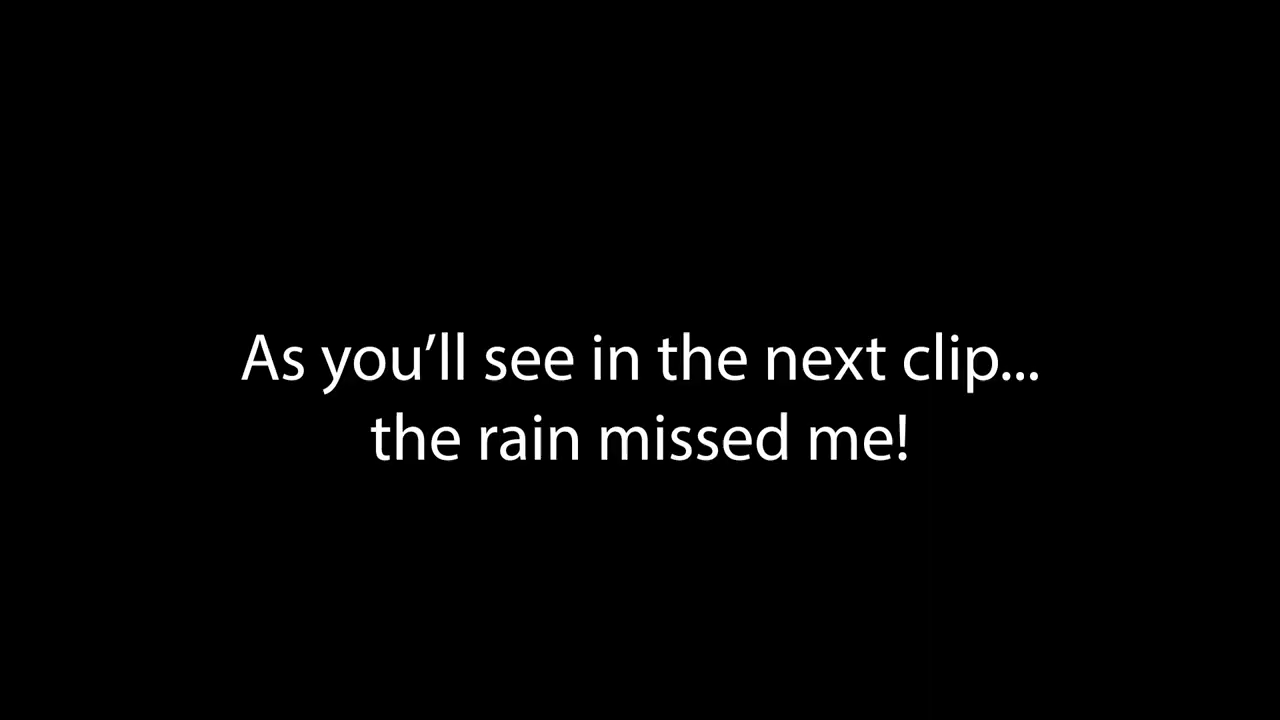 As you’ll see in the next clip...
the rain missed me!